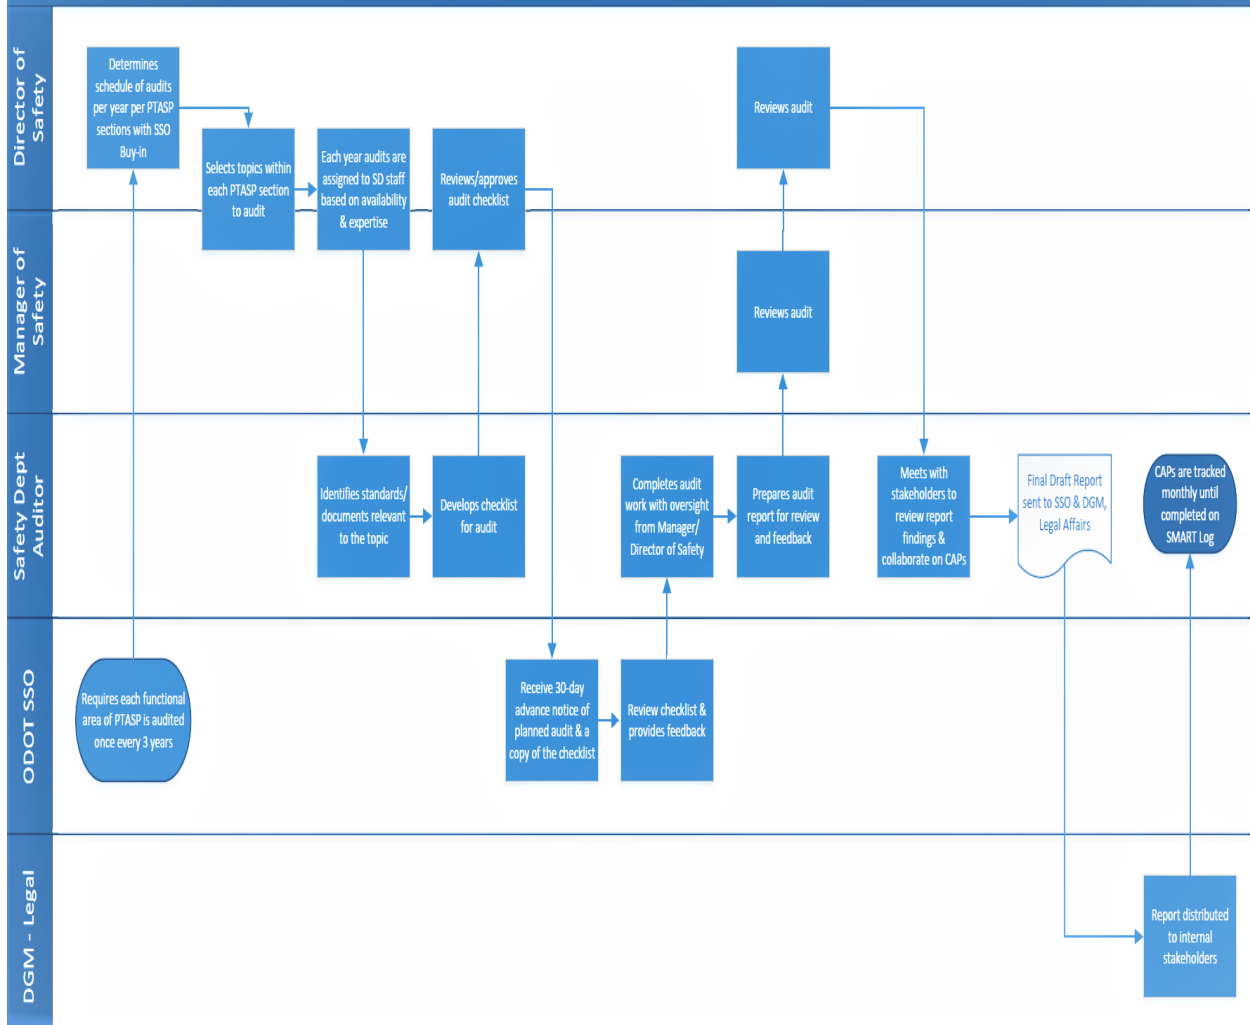 Director of
Safety
Determines
schedule of audits
per year per PTASP
sections with SSO
Buy-in
Selects topics within
each PTASP section
to audit
Each year audits are
assigned to SD staff
based on availability
& expertise
Reviews/approves
audit checklist
Reviews audit
Manager of
Safety
Reviews audit
Safety Dept
Auditor
Identifies standards/
documents relevant
to the topic
Develops checklist
for audit
Completes audit
work with oversight
from Manager/
Director of Safety
Prepares audit
report for review
and feedback
Meets with
stakeholders to
review report
findings &
collaborate on CAPs
Final Draft Report
sent to SSO & DGM,
Legal Affairs
CAPs are tracked
monthly until
completed on
SMART Log
ODOT SSO
Requires each functional
area of PTASP is audited
once every 3 years
Receive 30-day
advance notice of
planned audit & a
copy of the checklist
Review checklist &
provides feedback
DGM - Legal
Report distributed
to internal
stakeholders